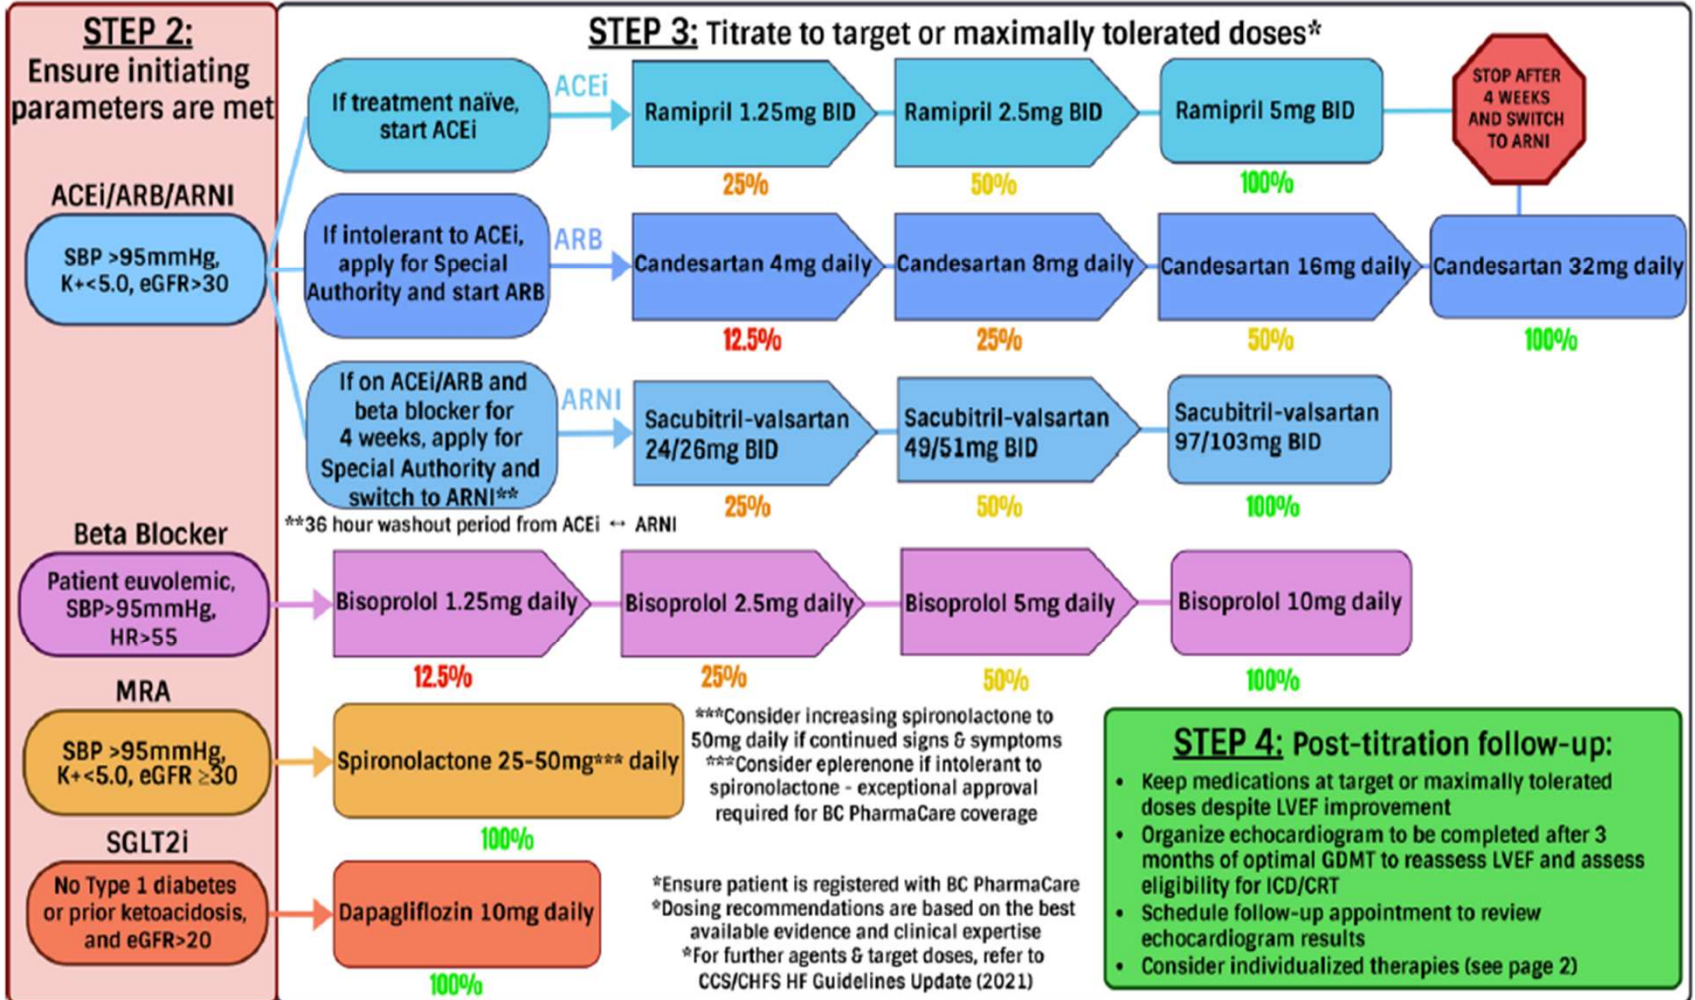 STEP 2:
Ensure initiating
parameters are met
STEP 3: Titrate to target or maximally tolerated doses*
ACEi/ARB/ARNI
SBP >95mmHg,
K+<5.0, eGFR>30
If treatment naïve,
start ACEi
ACEi
Ramipril 1.25mg BID
25%
Ramipril 2.5mg BID
50%
Ramipril 5mg BID
100%
STOP AFTER
4 WEEKS
AND SWITCH
TO ARNI
If intolerant to ACEi,
apply for Special
Authority and start ARB
ARB
Candesartan 4mg daily
12.5%
Candesartan 8mg daily
25%
Candesartan 16mg daily
50%
Candesartan 32mg daily
100%
If on ACEi/ARB and
beta blocker for
4 weeks, apply for
Special Authority and
switch to ARNI**
ARNI
Sacubitril-valsartan
24/26mg BID
25%
Sacubitril-valsartan
49/51mg BID
50%
Sacubitril-valsartan
97/103mg BID
100%
**36 hour washout period from ACEi ↔ ARNI
Beta Blocker
Patient euvolemic,
SBP>95mmHg,
HR>55
Bisoprolol 1.25mg daily
12.5%
Bisoprolol 2.5mg daily
25%
Bisoprolol 5mg daily
50%
Bisoprolol 10mg daily
100%
MRA
SBP >95mmHg,
K+<5.0, eGFR ≥30
Spironolactone 25-50mg*** daily
100%
***Consider increasing spironolactone to
50mg daily if continued signs & symptoms
***Consider eplerenone if intolerant to
spironolactone - exceptional approval
required for BC PharmaCare coverage
SGLT2i
No Type 1 diabetes
or prior ketoacidosis,
and eGFR>20
Dapagliflozin 10mg daily
100%
*Ensure patient is registered with BC PharmaCare
*Dosing recommendations are based on the best
available evidence and clinical expertise
*For further agents & target doses, refer to
CCS/CHFS HF Guidelines Update (2021)
STEP 4: Post-titration follow-up:
• Keep medications at target or maximally tolerated
doses despite LVEF improvement
• Organize echocardiogram to be completed after 3
months of optimal GDMT to reassess LVEF and assess
eligibility for ICD/CRT
• Schedule follow-up appointment to review
echocardiogram results
• Consider individualized therapies (see page 2)